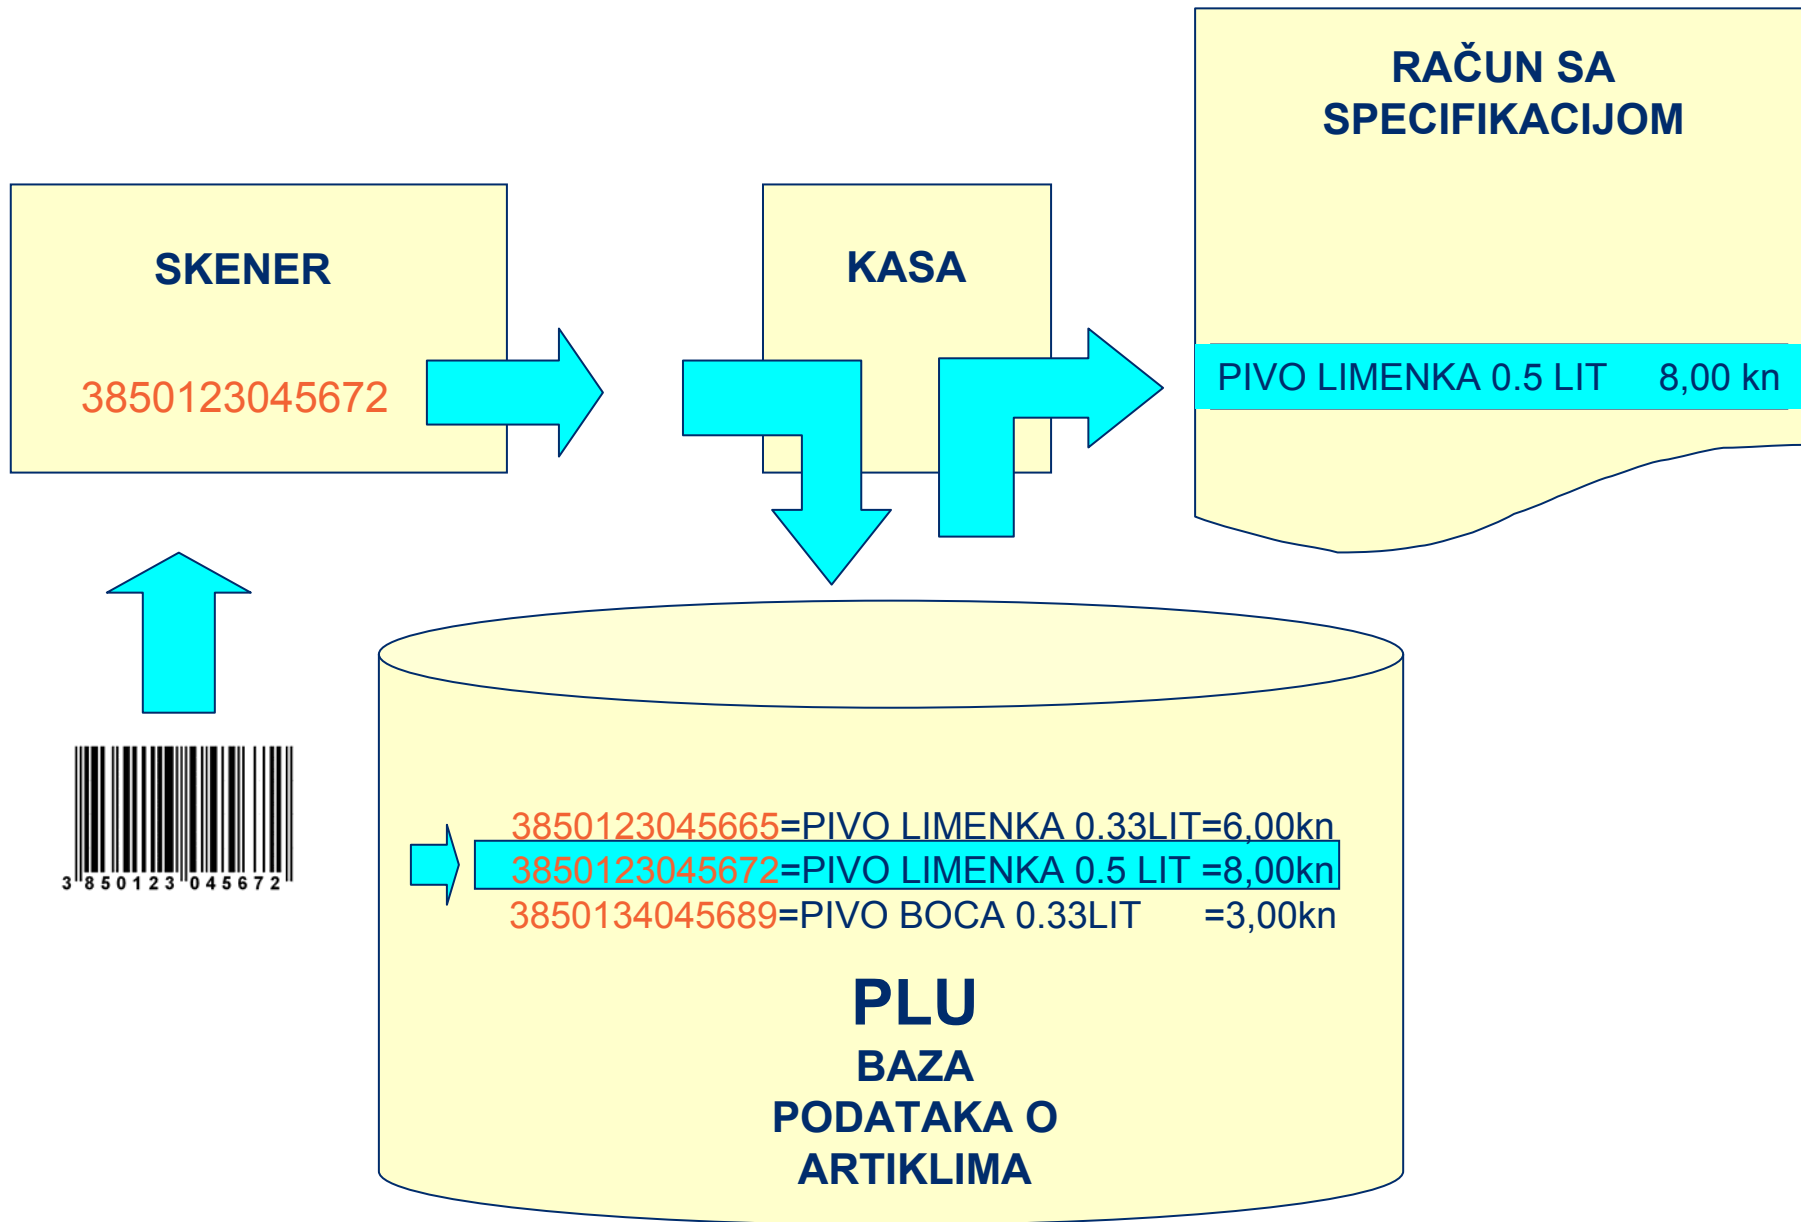 RAČUN SA
SPECIFIKACIJOM
SKENER
KASA
3850123045672
PIVO LIMENKA 0.5 LIT 8,00 kn
3 850123 045672
3850123045665=PIVO LIMENKA 0.33LIT=6,00kn
3850123045672=PIVO LIMENKA 0.5 LIT =8,00kn
3850134045689=PIVO BOCA 0.33LIT =3,00kn
PLU
BAZA
PODATAKA O
ARTIKLIMA